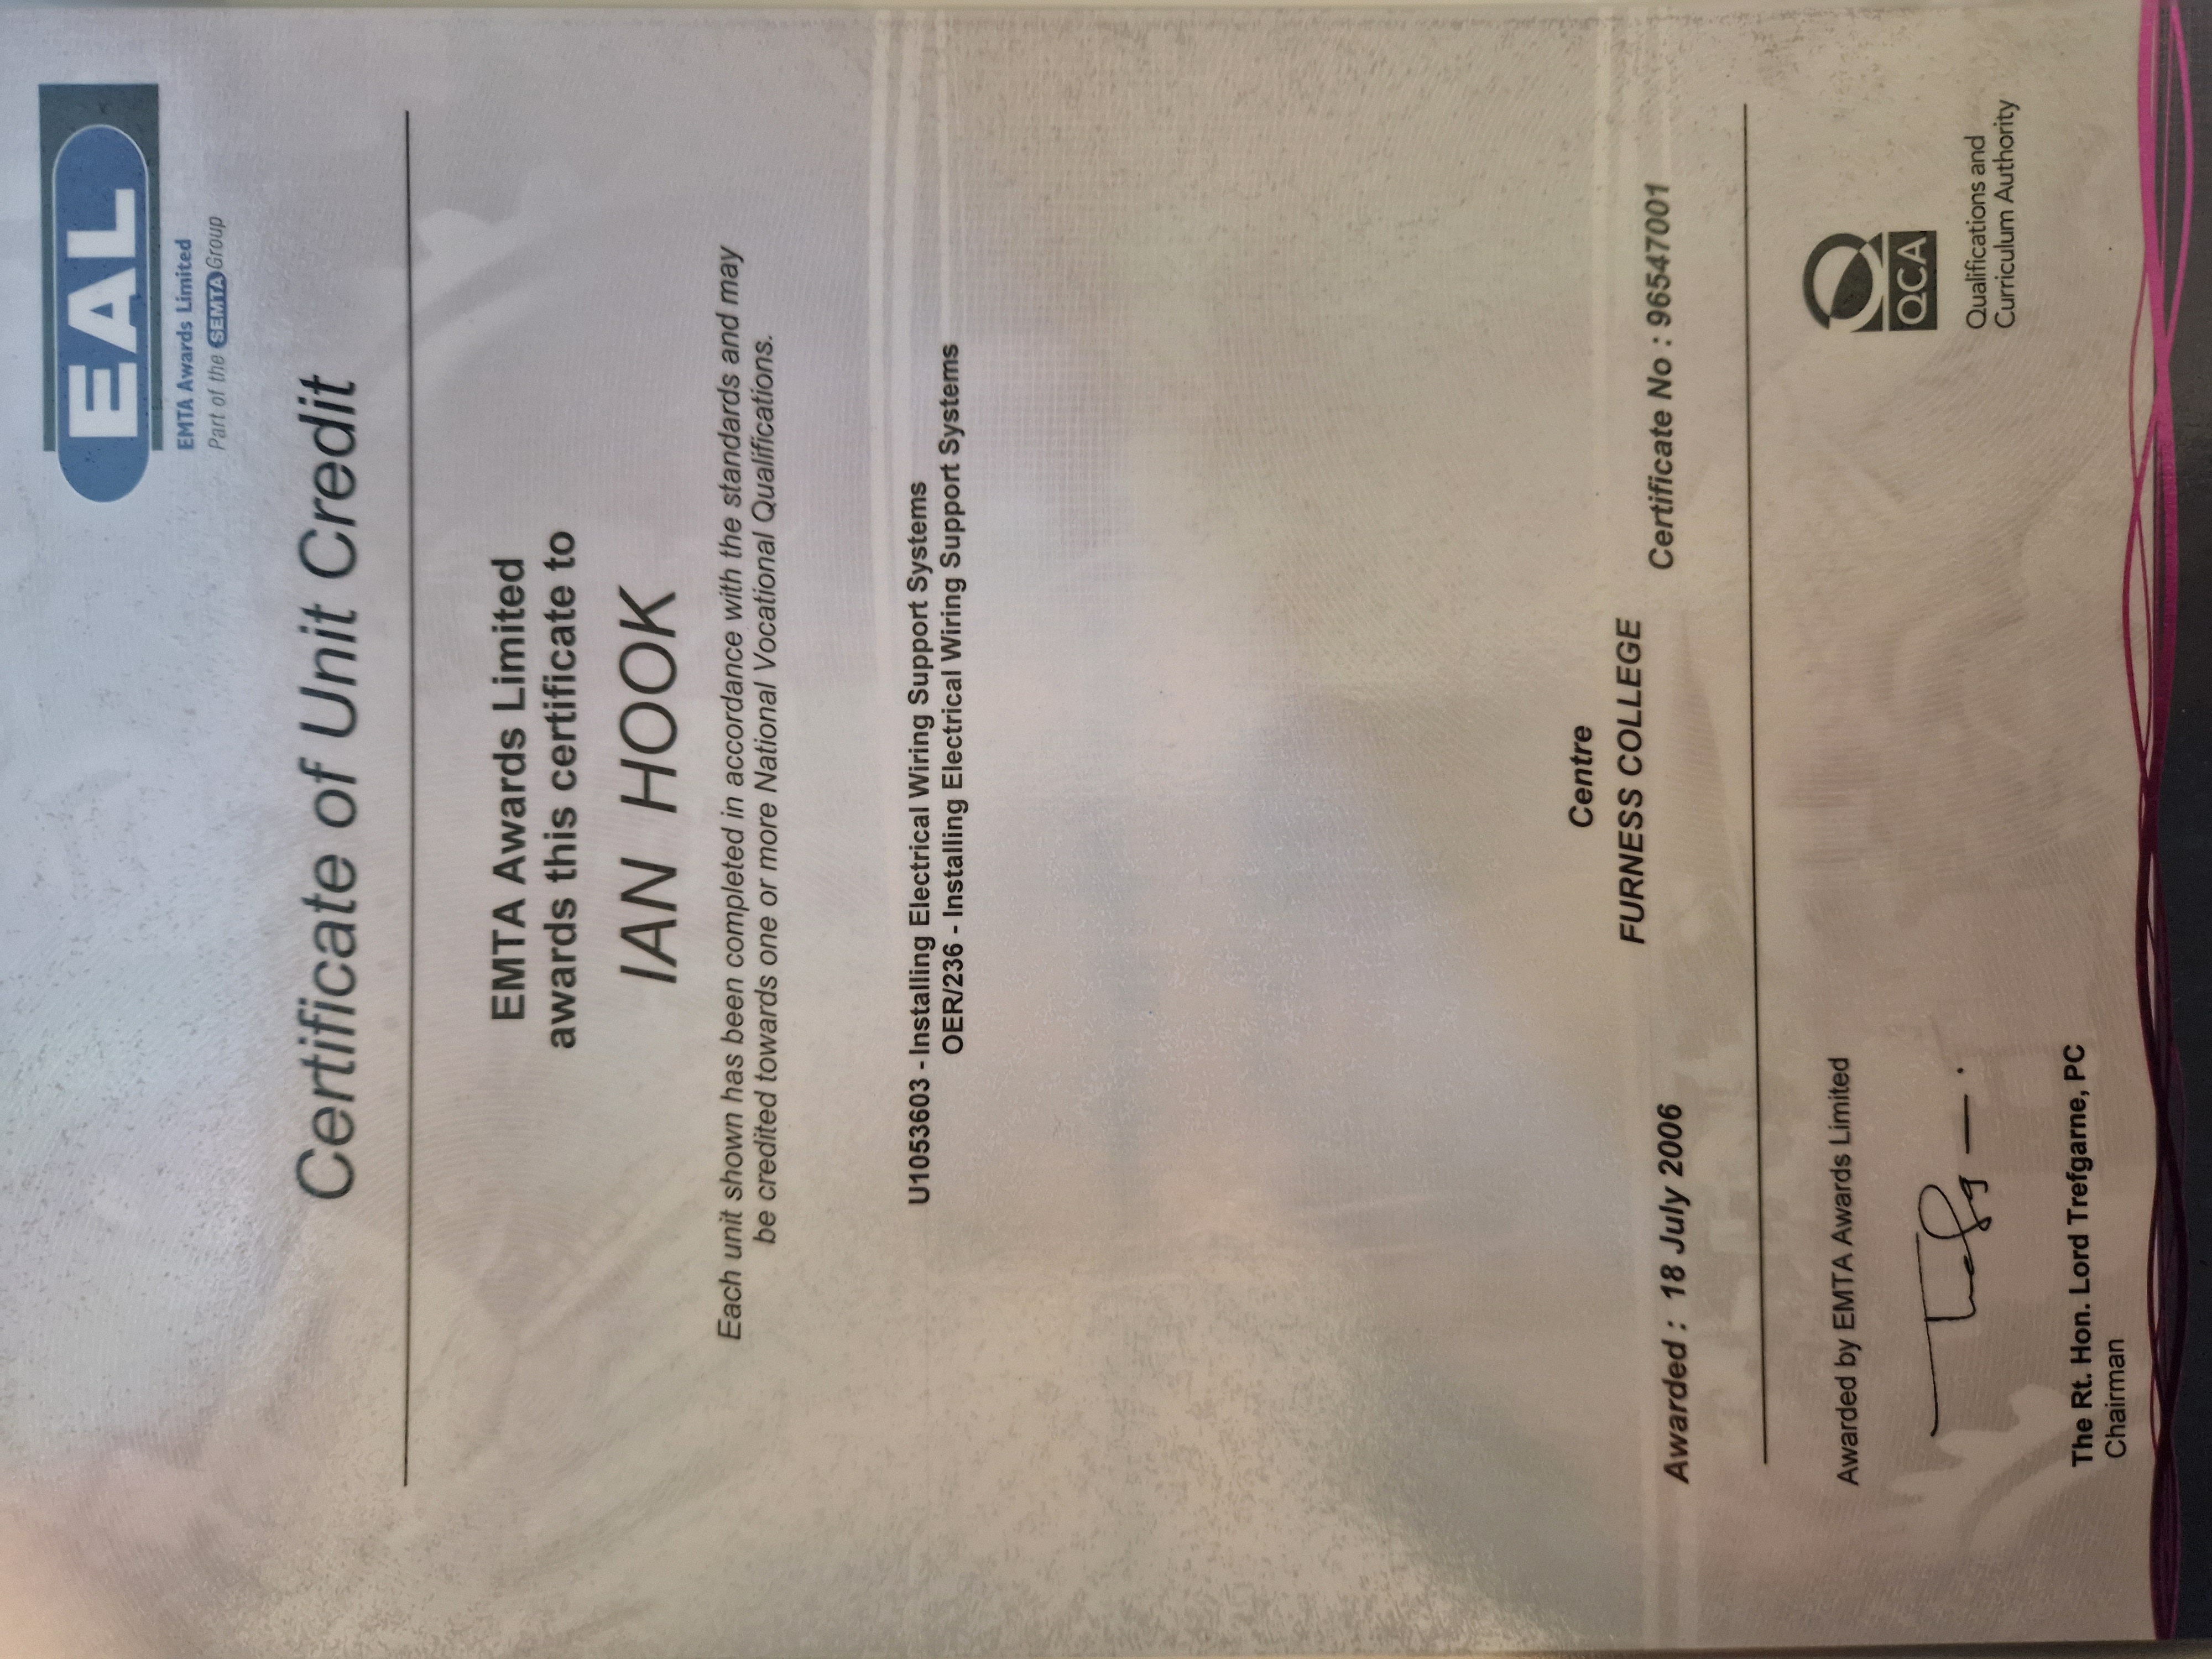 EAL
EMTA Awards Limited
Part of the SEMTA Group
Certificate of Unit Credit
EMTA Awards Limited
awards this certificate to
IAN HOOK
Each unit shown has been completed in accordance with the standards and may
be credited towards one or more National Vocational Qualifications.
U1053603 - Installing Electrical Wiring Support Systems
OER/236 - Installing Electrical Wiring Support Systems
Centre
FURNESS COLLEGE
Awarded : 18 July 2006
Certificate No : 96547001
Awarded by EMTA Awards Limited
QCA
Qualifications and
Curriculum Authority
The Rt. Hon. Lord Trefgarne, PC
Chairman